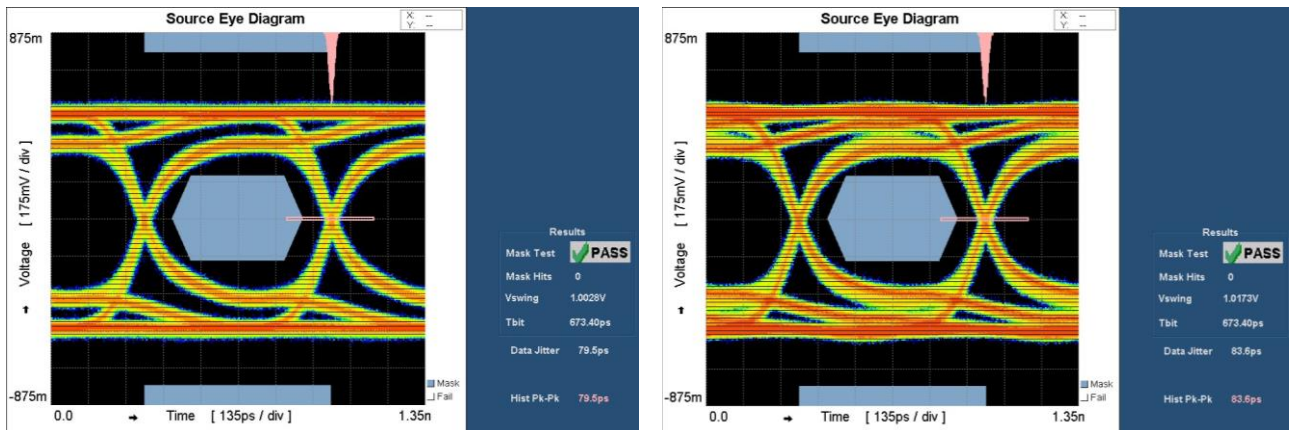 Source Eye Diagram
X: --
Y: --
875m
Voltage [ 175mV / div ]
-875m
0.0
Time [ 135ps / div ]
1.35n
Mask
Fail
Results
Mask Test PASS
Mask Hits 0
Vswing 1.0028V
Tbit 673.40ps
Data Jitter 79.5ps
Hist Pk-Pk 79.5ps
Source Eye Diagram
X: --
Y: --
875m
Voltage [ 175mV / div ]
-875m
0.0
Time [ 135ps / div ]
1.35n
Mask
Fail
Results
Mask Test PASS
Mask Hits 0
Vswing 1.0173V
Tbit 673.40ps
Data Jitter 83.6ps
Hist Pk-Pk 83.6ps